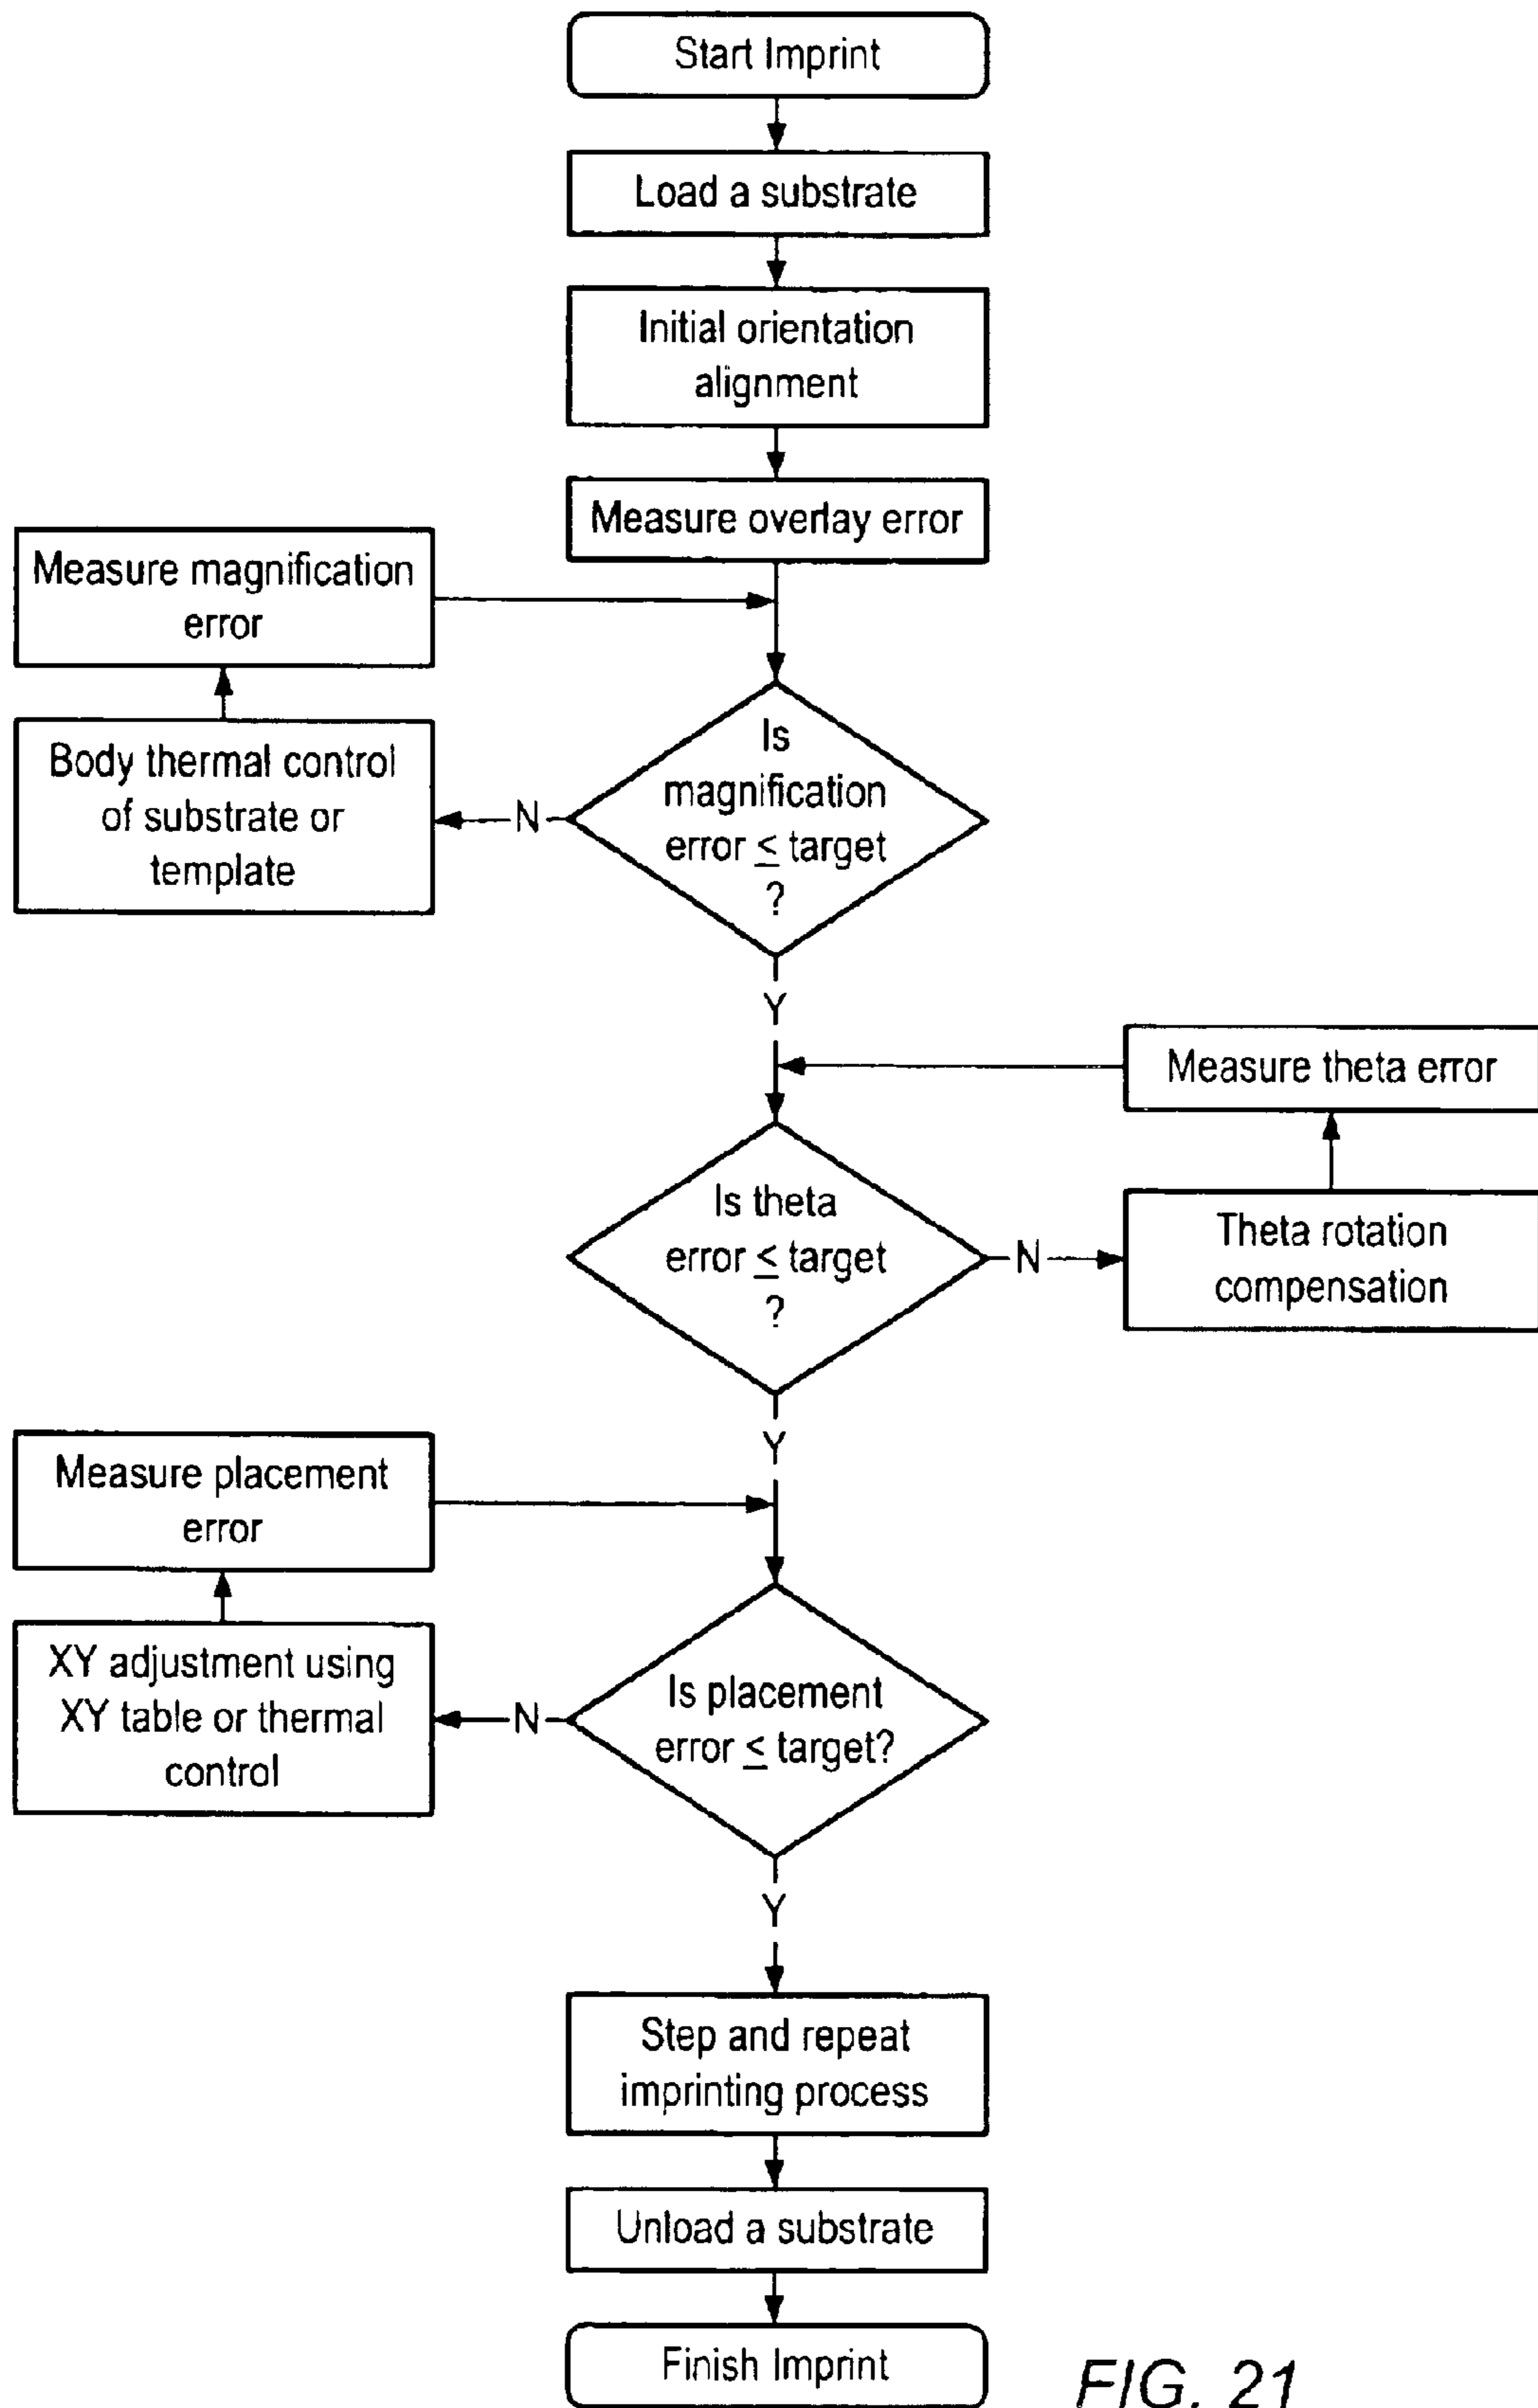 Start Imprint
Load a substrate
Initial orientation
alignment
Measure overlay error
Measure magnification
error
Body thermal control
of substrate or
template
N
Is
magnification
error ≤ target
?
Y
Measure theta error
Is theta
error ≤ target
?
N
Theta rotation
compensation
Y
Measure placement
error
XY adjustment using
XY table or thermal
control
N
Is placement
error ≤ target?
Y
Step and repeat
imprinting process
Unload a substrate
Finish Imprint
FIG. 21